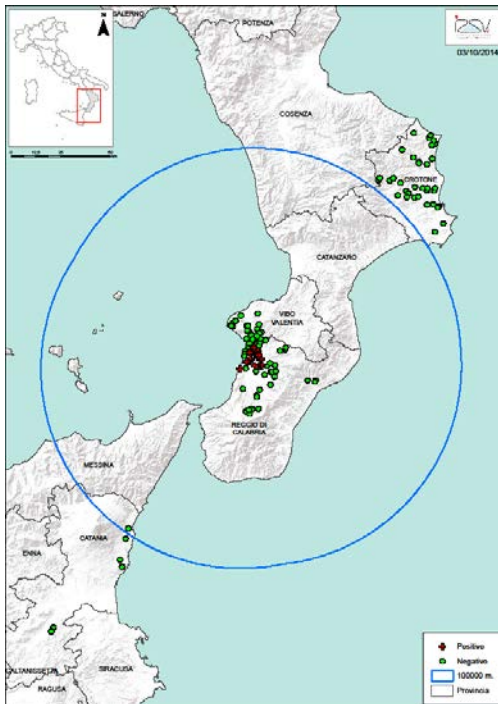 SALERNO
POTENZA
03/10/2014
COSENZA
CROTONE
CATANZARO
VIBO
VALENTIA
REGGIO DI
CALABRIA
MESSINA
CATANIA
ENNA
CALTANISSETTA
SIRACUSA
RAGUSA
N
Positivo
Negativo
100000 m.
Provincia